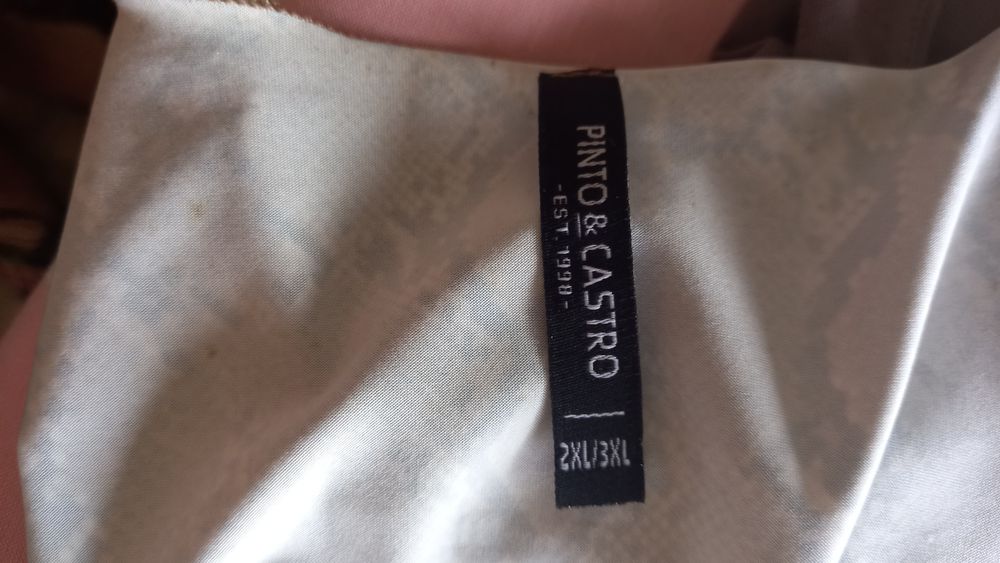 PINTO & CASTRO
-EST. 1998-
2XL/3XL